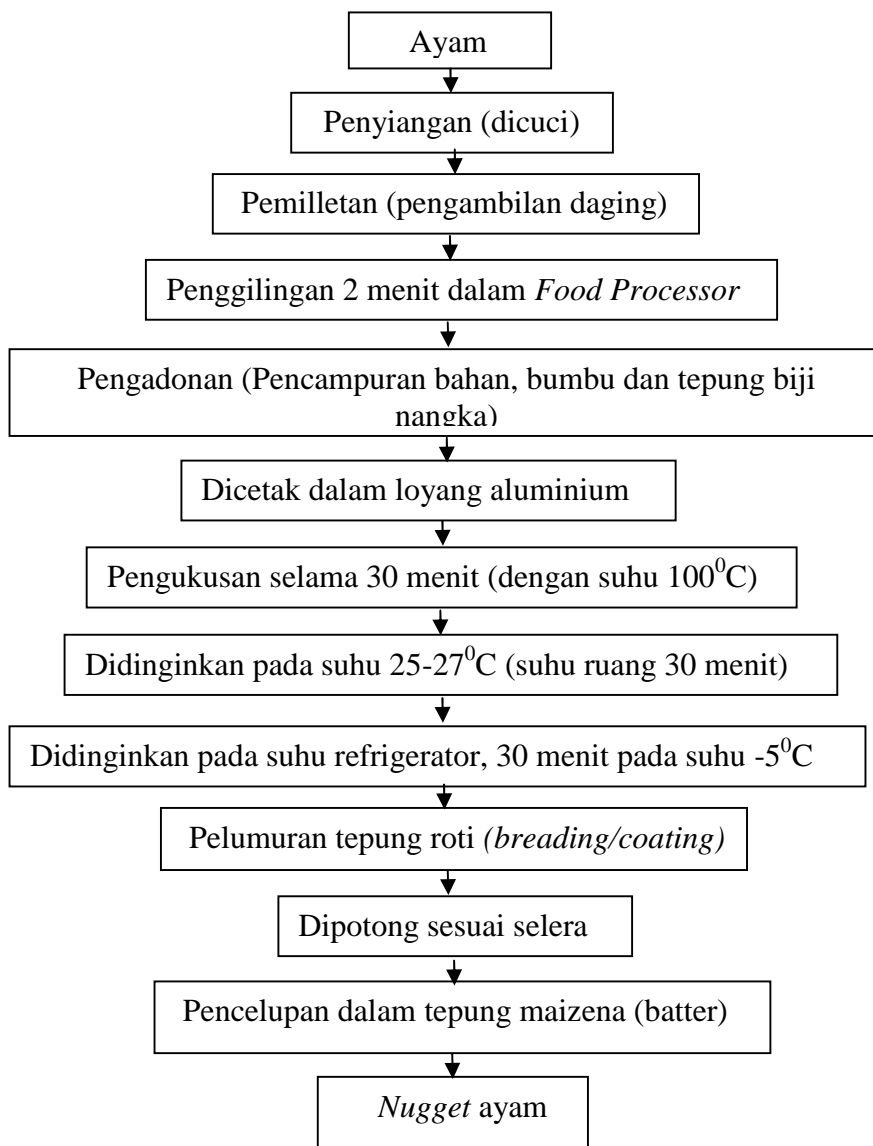 Ayam
Penyiangan (dicuci)
Pemilletan (pengambilan daging)
Penggilingan 2 menit dalam Food Processor
Pengadonan (Pencampuran bahan, bumbu dan tepung biji
nangka)
Dicetak dalam loyang aluminium
Pengukusan selama 30 menit (dengan suhu 100⁰C)
Didinginkan pada suhu 25-27⁰C (suhu ruang 30 menit)
Didinginkan pada suhu refrigerator, 30 menit pada suhu -5⁰C
Pelumuran tepung roti (breading/coating)
Dipotong sesuai selera
Pencelupan dalam tepung maizena (batter)
Nugget ayam